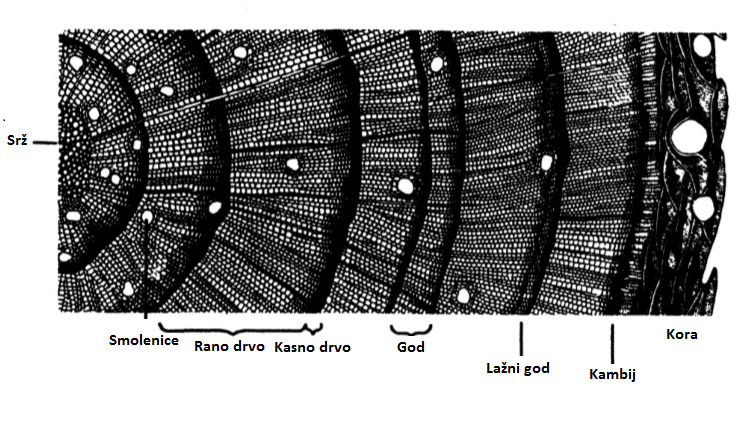 Srž
Smolenice
Rano drvo
Kasno drvo
God
Lažni god
Kambij
Kora